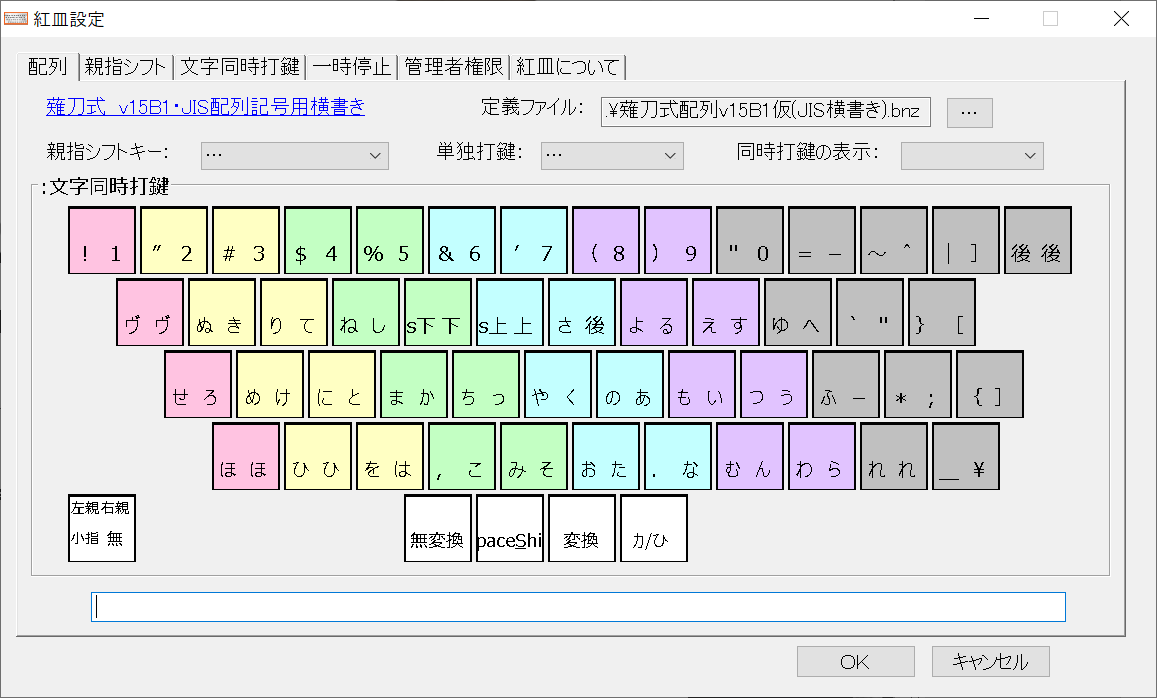 紅皿設定
配列 親指シフト 文字同時打鍵 一時停止 管理者権限 紅皿について
薙刀式 v15B1・JIS配列記号用横書き 定義ファイル: .¥薙刀式配列v15B1仮(JIS横書き).bnz ...
親指シフトキー: ... 単独打鍵: ... 同時打鍵の表示:
:文字同時打鍵
! 1 ″ 2 # 3 $ 4 % 5 & 6 ′ 7 ( 8 ) 9 " 0 = − ～ ^ | ] 後 後
ヴ ヴ ぬ き り て ね し s下 下 s上 上 さ 後 よ る え す ゆ へ ` " } [
せ ろ め け に と ま か ち っ や く の あ も い つ う ふ ー * ; { ]
ほ ほ ひ ひ を は , こ み そ お た . な む ん わ ら れ れ _ ¥
左親 右親
小指 無 無変換 paceShi 変換 カ/ひ
OK キャンセル